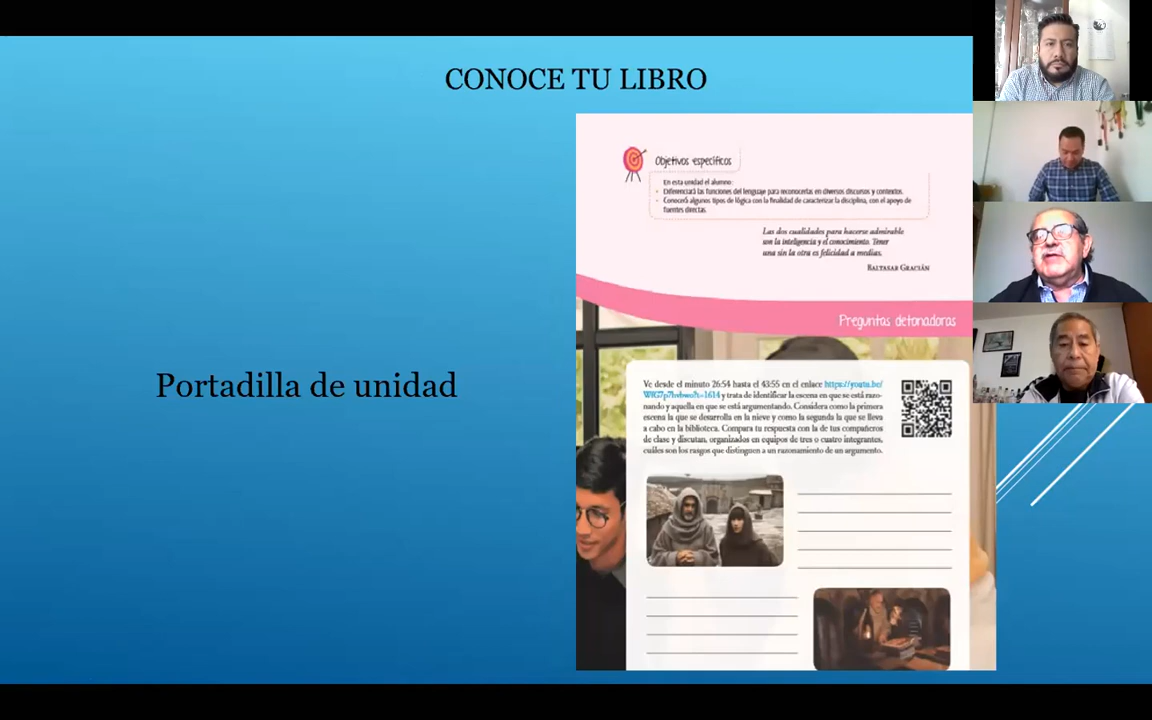 CONOCE TU LIBRO
Portadilla de unidad
Objetivos específicos
En esta unidad el alumno:
Diferenciará las funciones del lenguaje para reconocerlas en diversos discursos y contextos.
Conocerá algunos tipos de lógica con la finalidad de caracterizar la disciplina, con el apoyo de
fuentes directas.
Las dos cualidades para hacerse admirable
son la inteligencia y el conocimiento. Tener
una sin la otra es felicidad a medias.
BALTASAR GRACIÁN
Preguntas detonadoras
Ve desde el minuto 26:54 hasta el 43:55 en el enlace https://youtu.be/
y trata de identificar la escena en que se está razo-
nando y aquella en que se está argumentando. Considera como la primera
escena la que se desarrolla en la nieve y como la segunda la que se lleva
a cabo en la biblioteca. Compara tu respuesta con la de tus compañeros
de clase y discutan, organizados en equipos de tres o cuatro integrantes,
cuáles son los rasgos que distinguen a un razonamiento de un argumento.